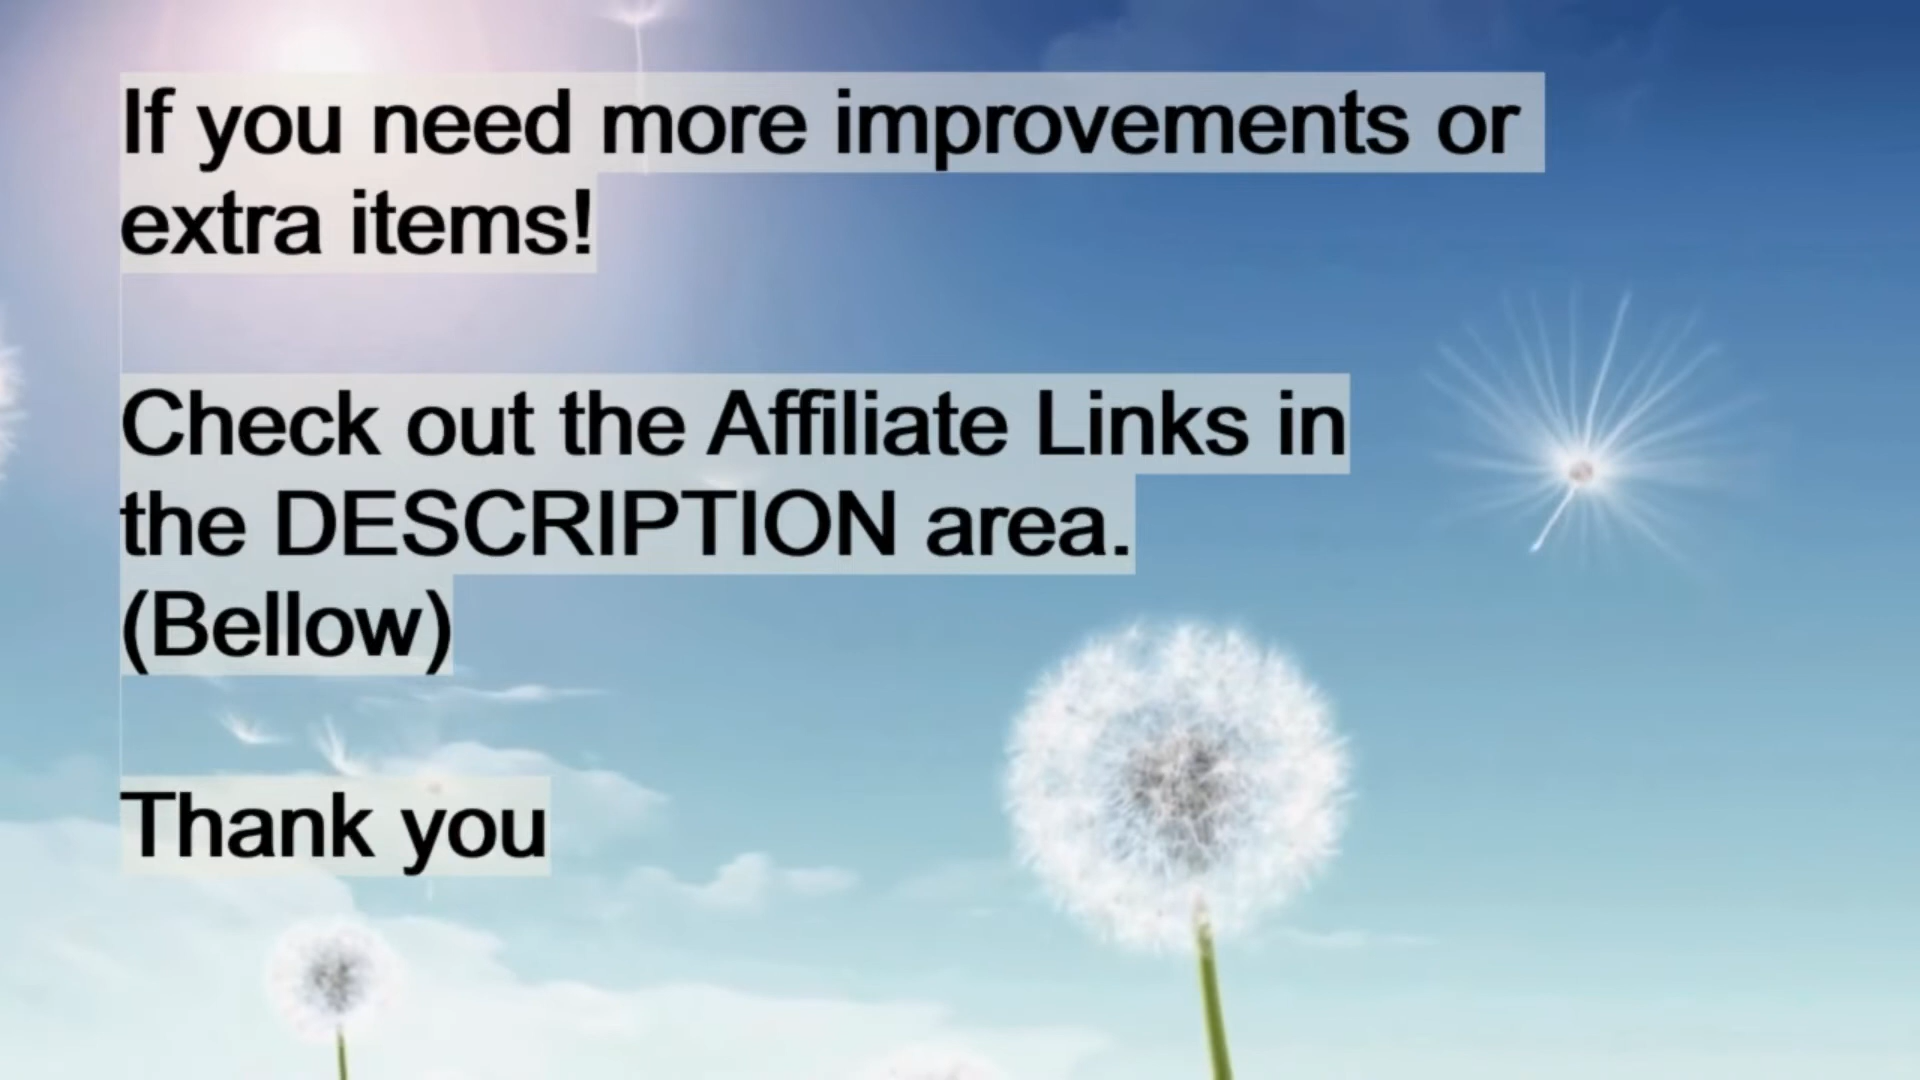 If you need more improvements or
extra items!
Check out the Affiliate Links in
the DESCRIPTION area.
(Bellow)
Thank you